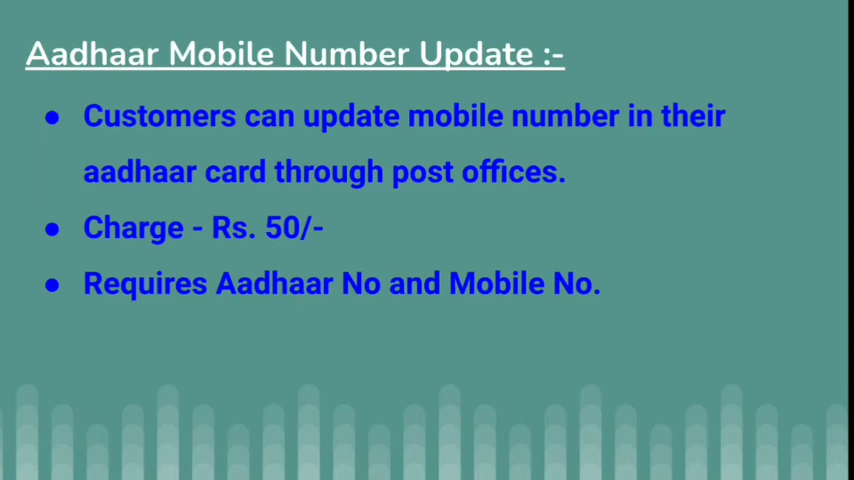 Aadhaar Mobile Number Update :-
● Customers can update mobile number in their
aadhaar card through post offices.
● Charge - Rs. 50/-
● Requires Aadhaar No and Mobile No.